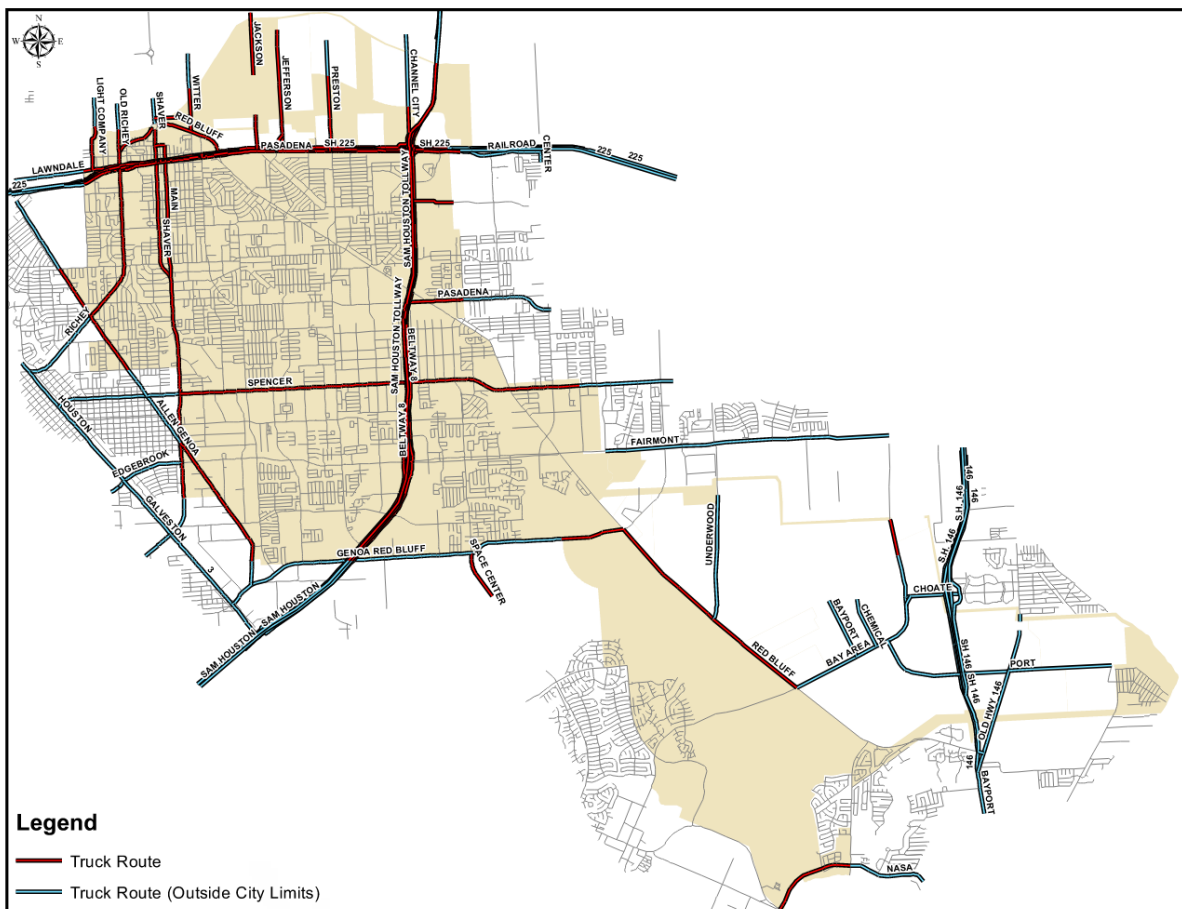 N
W E
S
JACKSON
JEFFERSON
PRESTON
CHANNEL CITY
WITTER
LIGHT COMPANY
OLD RICHEY
SHAVER
RED BLUFF
PASADENA
SH 225
SH 225
RAILROAD
CENTER
225
225
LAWNDALE
225
MAIN
SHAVER
SAM HOUSTON TOLLWAY
SAM HOUSTON TOLLWAY
PASADENA
RICHEY
BELTWAY 8
SPENCER
HOUSTON
ALLEN GENOA
BELTWAY 8
FAIRMONT
EDGEBROOK
GALVESTON
3
146
146
S.H. 146
S.H. 146
UNDERWOOD
GENOA RED BLUFF
SPACE CENTER
SAM HOUSTON
SAM HOUSTON
CHOATE
BAYPORT
CHEMICAL
BAY AREA
RED BLUFF
SH 146
SH 146
PORT
OLD HWY 146
146
BAYPORT
NASA
Legend
Truck Route
Truck Route (Outside City Limits)